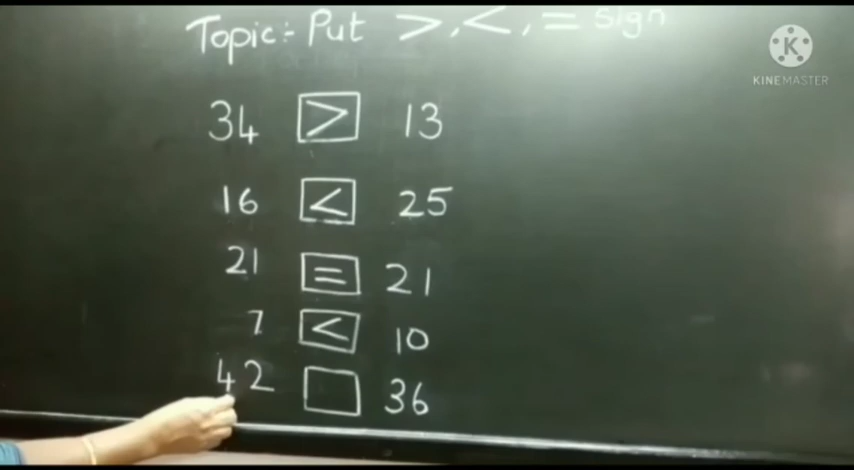 Topic:- Put >, <, = sign
KINEMASTER
34 > 13
16 < 25
21 = 21
7 < 10
42 36